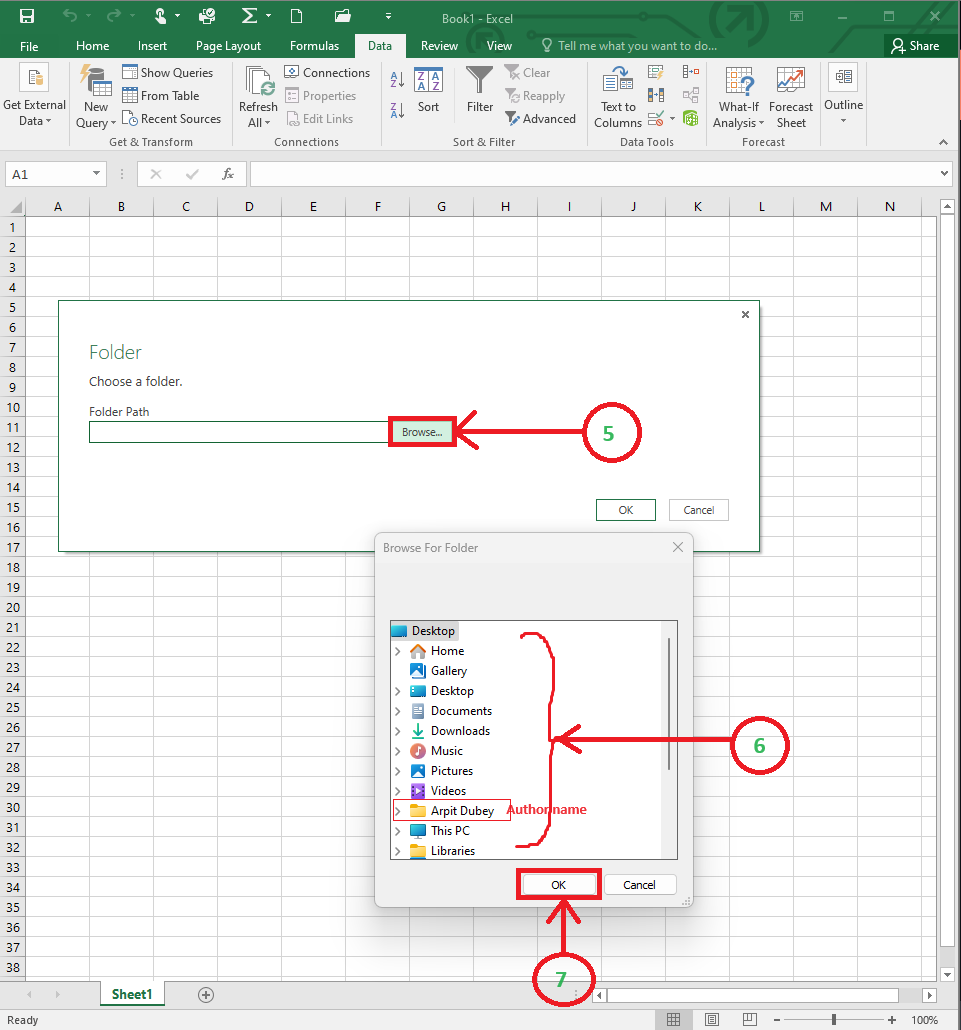 Book1 - Excel
File Home Insert Page Layout Formulas Data Review View Tell me what you want to do... Share
Get External Data
New Query
Show Queries
From Table
Recent Sources
Get & Transform
Refresh All
Connections
Properties
Edit Links
Connections
Sort
Filter
Clear
Reapply
Advanced
Sort & Filter
Text to Columns
Data Tools
What-If Analysis
Forecast Sheet
Forecast
Outline
A1 fx
A B C D E F G H I J K L M N
1
2
3
4
5
6
7
8
9
10
11
12
13
14
15
16
17
18
19
20
21
22
23
24
25
26
27
28
29
30
31
32
33
34
35
36
37
38
Folder
Choose a folder.
Folder Path
Browse... 5
OK Cancel
Browse For Folder
Desktop
Home
Gallery
Desktop
Documents
Downloads
Music
Pictures
Videos
Arpit Dubey Author name
This PC
Libraries
6
OK Cancel
7
Sheet1
Ready 100%